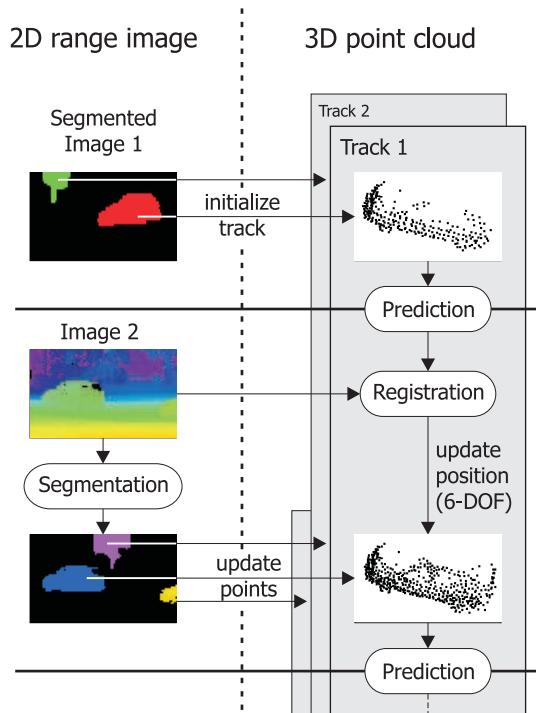 2D range image
3D point cloud
Segmented
Image 1
Track 2
Track 1
initialize
track
Prediction
Image 2
Registration
Segmentation
update
position
(6-DOF)
update
points
Prediction